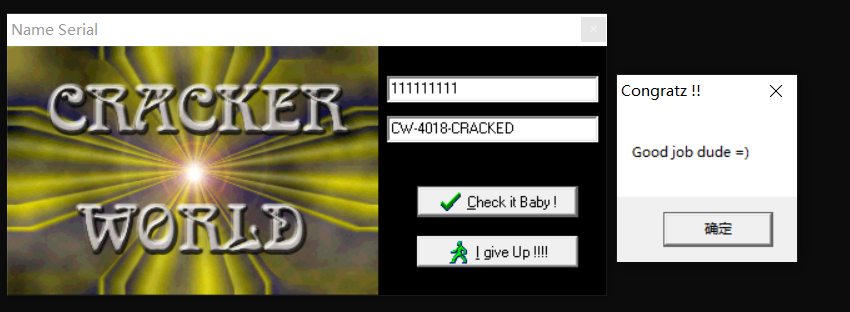 Name Serial
CRACKER
WORLD
111111111
CW-4018-CRACKED
Check it Baby !
I give Up !!!!
Congratz !!
Good job dude =)
确定